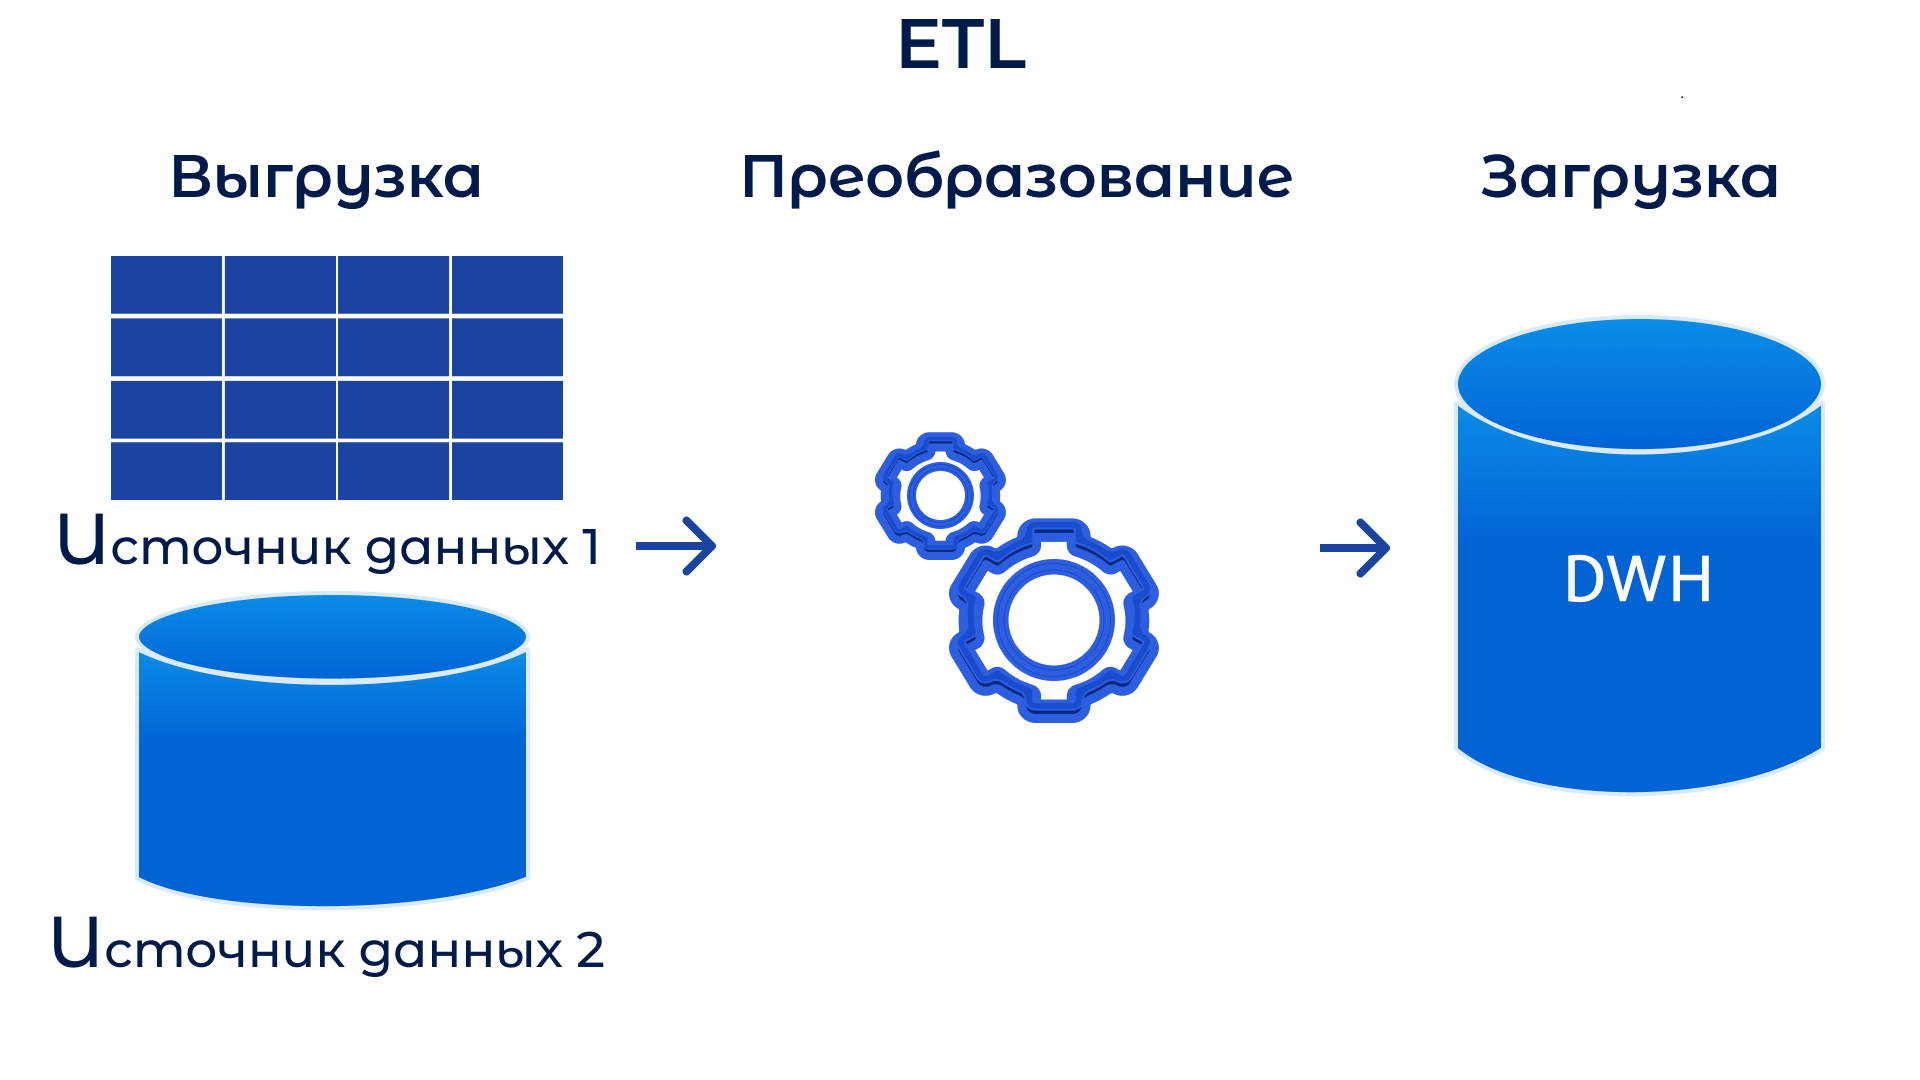 ETL
Выгрузка
Преобразование
Загрузка
Источник данных 1
DWH
Источник данных 2